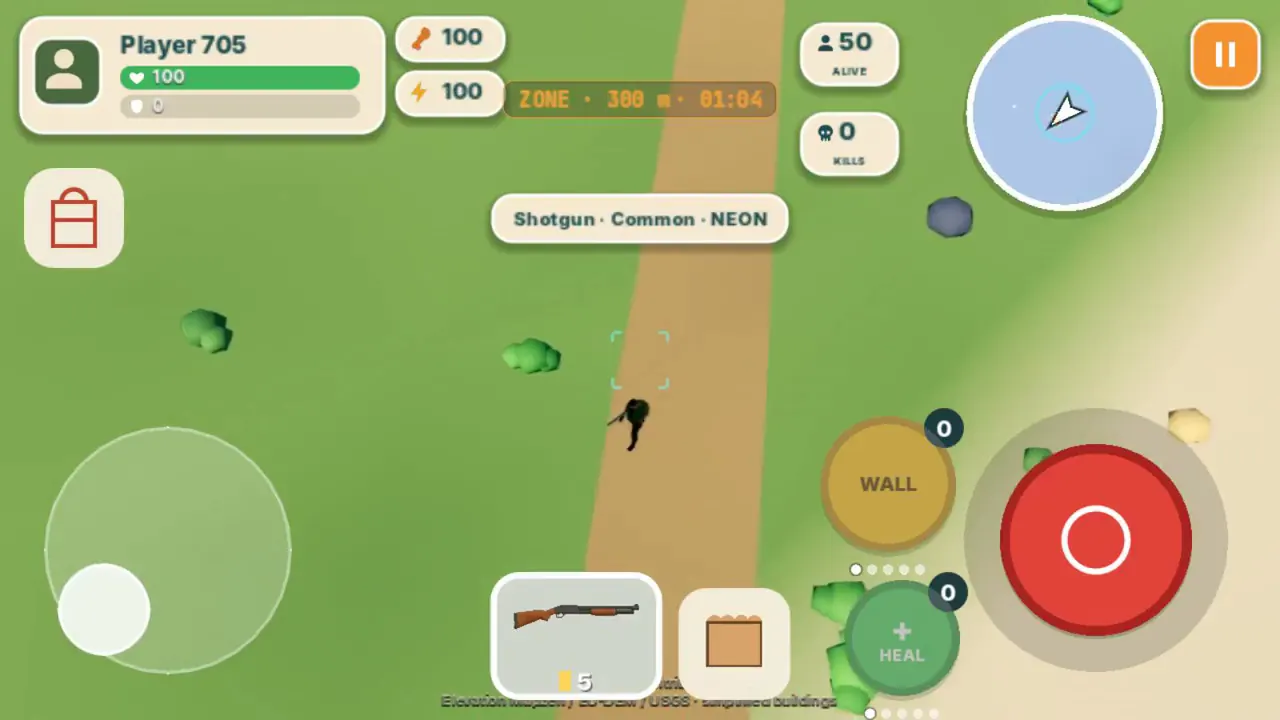 Player 705
100
0
100
100
ZONE · 300 m · 01:04
50
ALIVE
0
KILLS
Shotgun · Common · NEON
0
WALL
0
HEAL
5